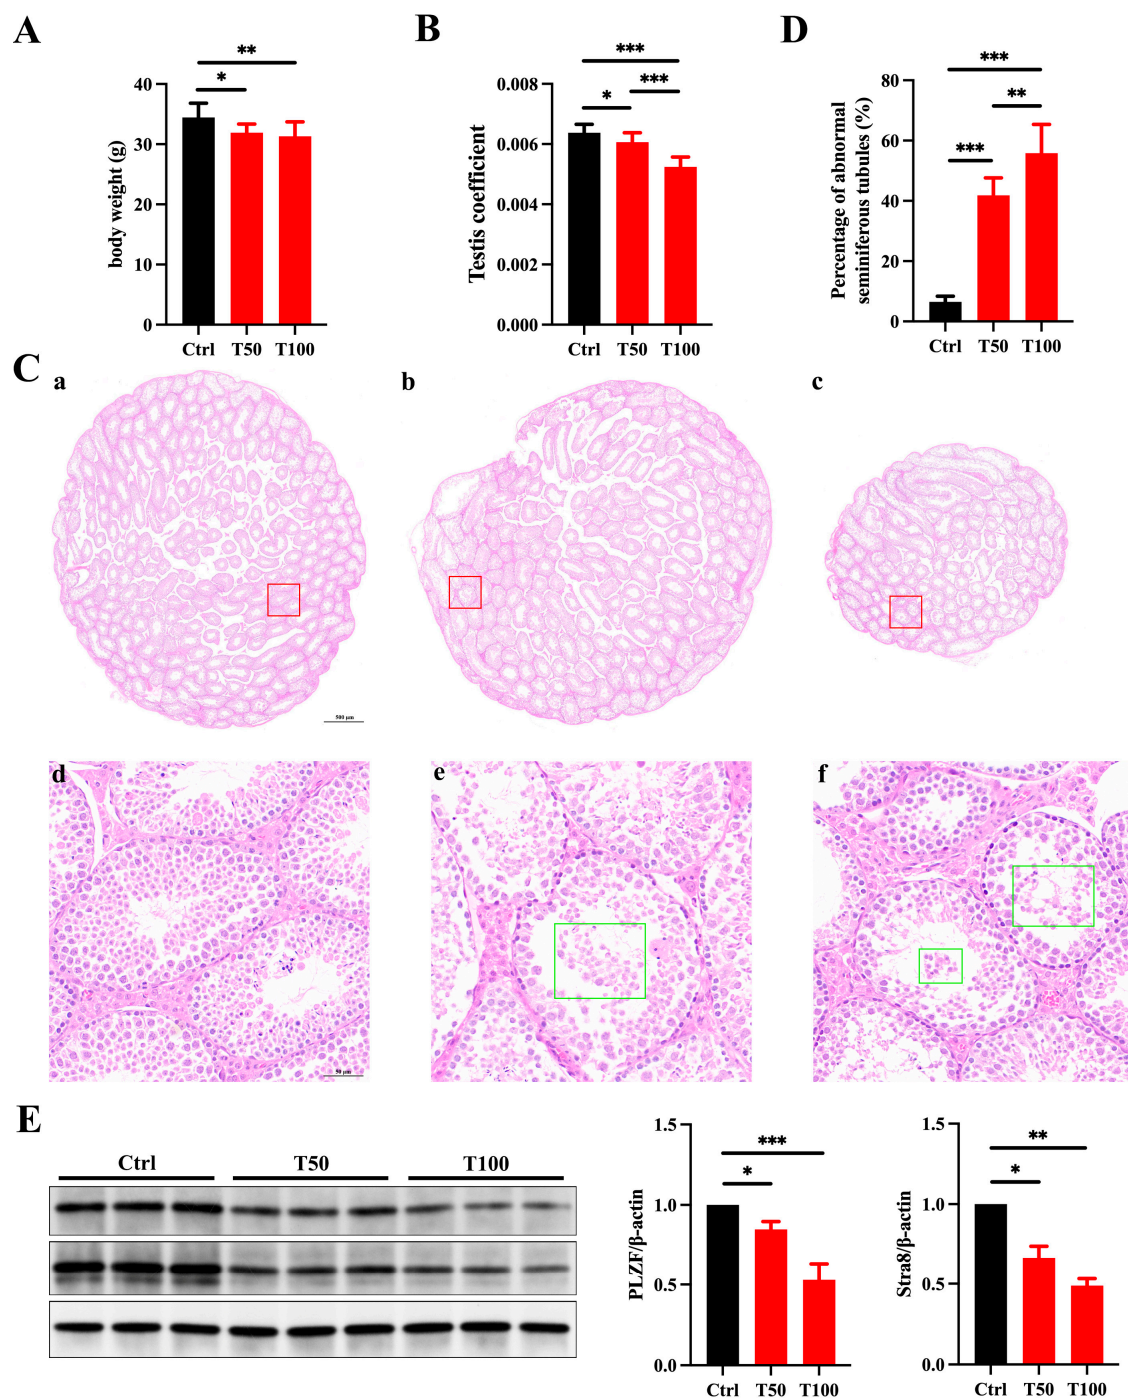 A
B
D
**
*
40
30
20
10
0
body weight (g)
Ctrl T50 T100
***
***
*
0.008
0.006
0.004
0.002
0.000
Testis coefficient
Ctrl T50 T100
***
**
***
80
60
40
20
0
Percentage of abnormal
seminiferous tubules (%)
Ctrl T50 T100
C
a
b
c
500 μm
d
e
f
50 μm
E
Ctrl T50 T100
***
*
1.5
1.0
0.5
0.0
PLZF/β-actin
Ctrl T50 T100
**
*
1.5
1.0
0.5
0.0
Stra8/β-actin
Ctrl T50 T100